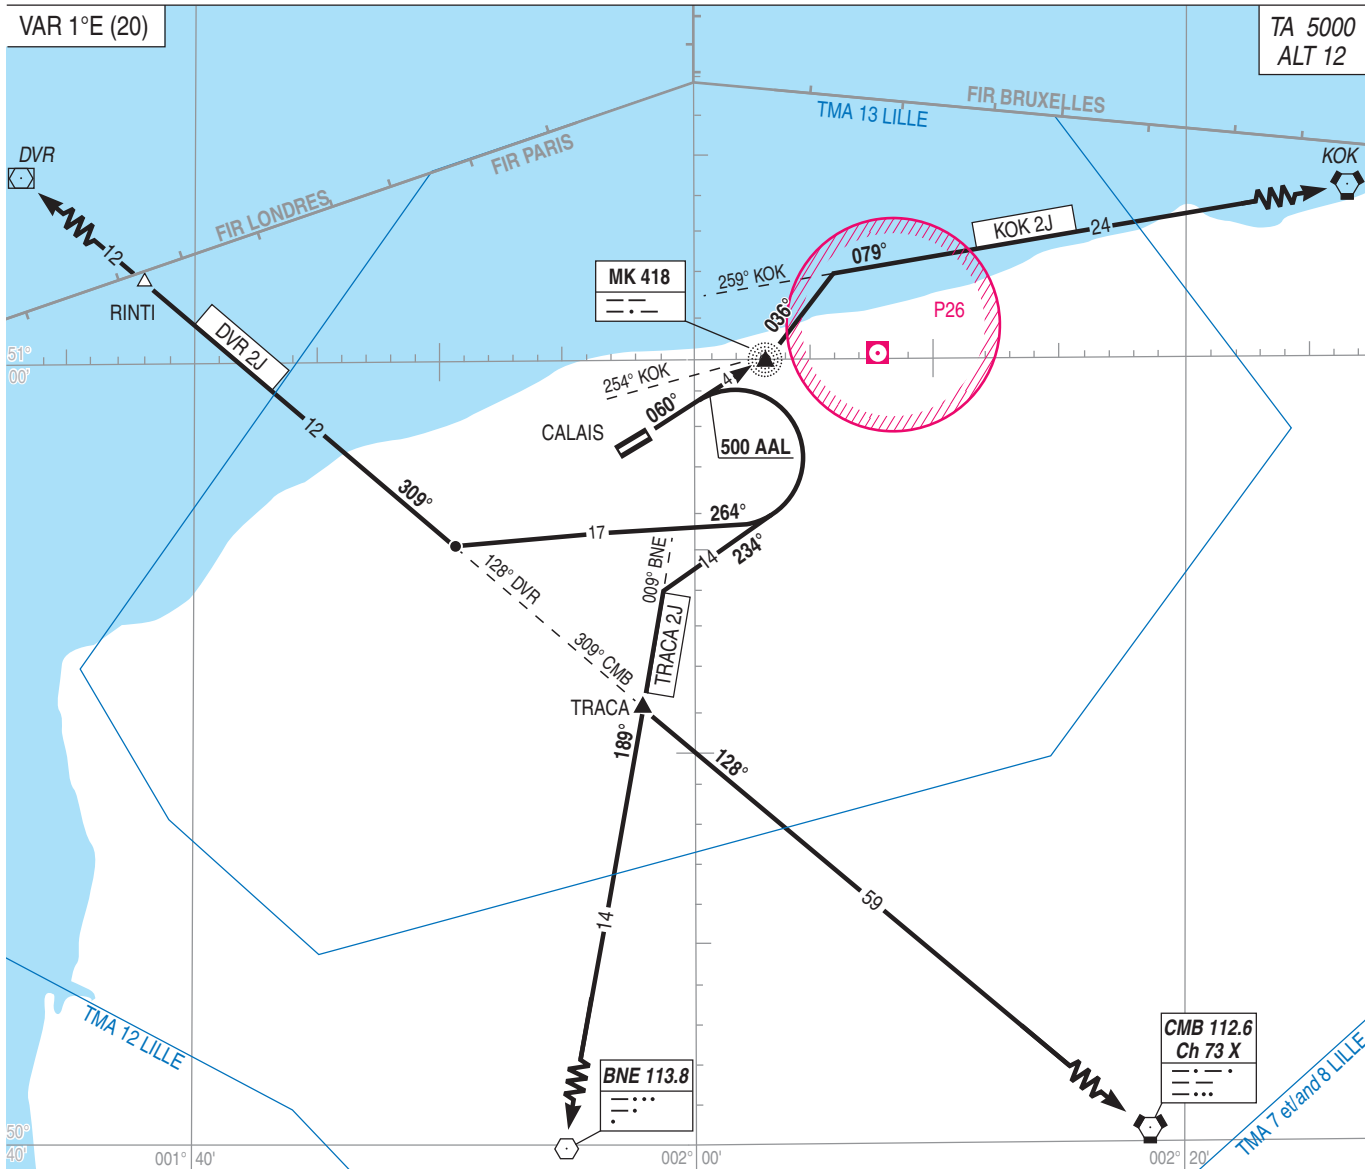 VAR 1°E (20)
TA 5000
ALT 12
FIR BRUXELLES
TMA 13 LILLE
FIR PARIS
FIR LONDRES
DVR
KOK
12
RINTI
DVR 2J
KOK 2J
24
079°
259° KOK
MK 418
036°
P26
51°
00'
254° KOK
4
060°
CALAIS
500 AAL
12
309°
264°
17
234°
14
009° BNE
128° DVR
309° CMB
TRACA 2J
TRACA
189°
128°
59
14
TMA 12 LILLE
BNE 113.8
CMB 112.6
Ch 73 X
TMA 7 et/and 8 LILLE
50°
40'
001° 40'
002° 00'
002° 20'